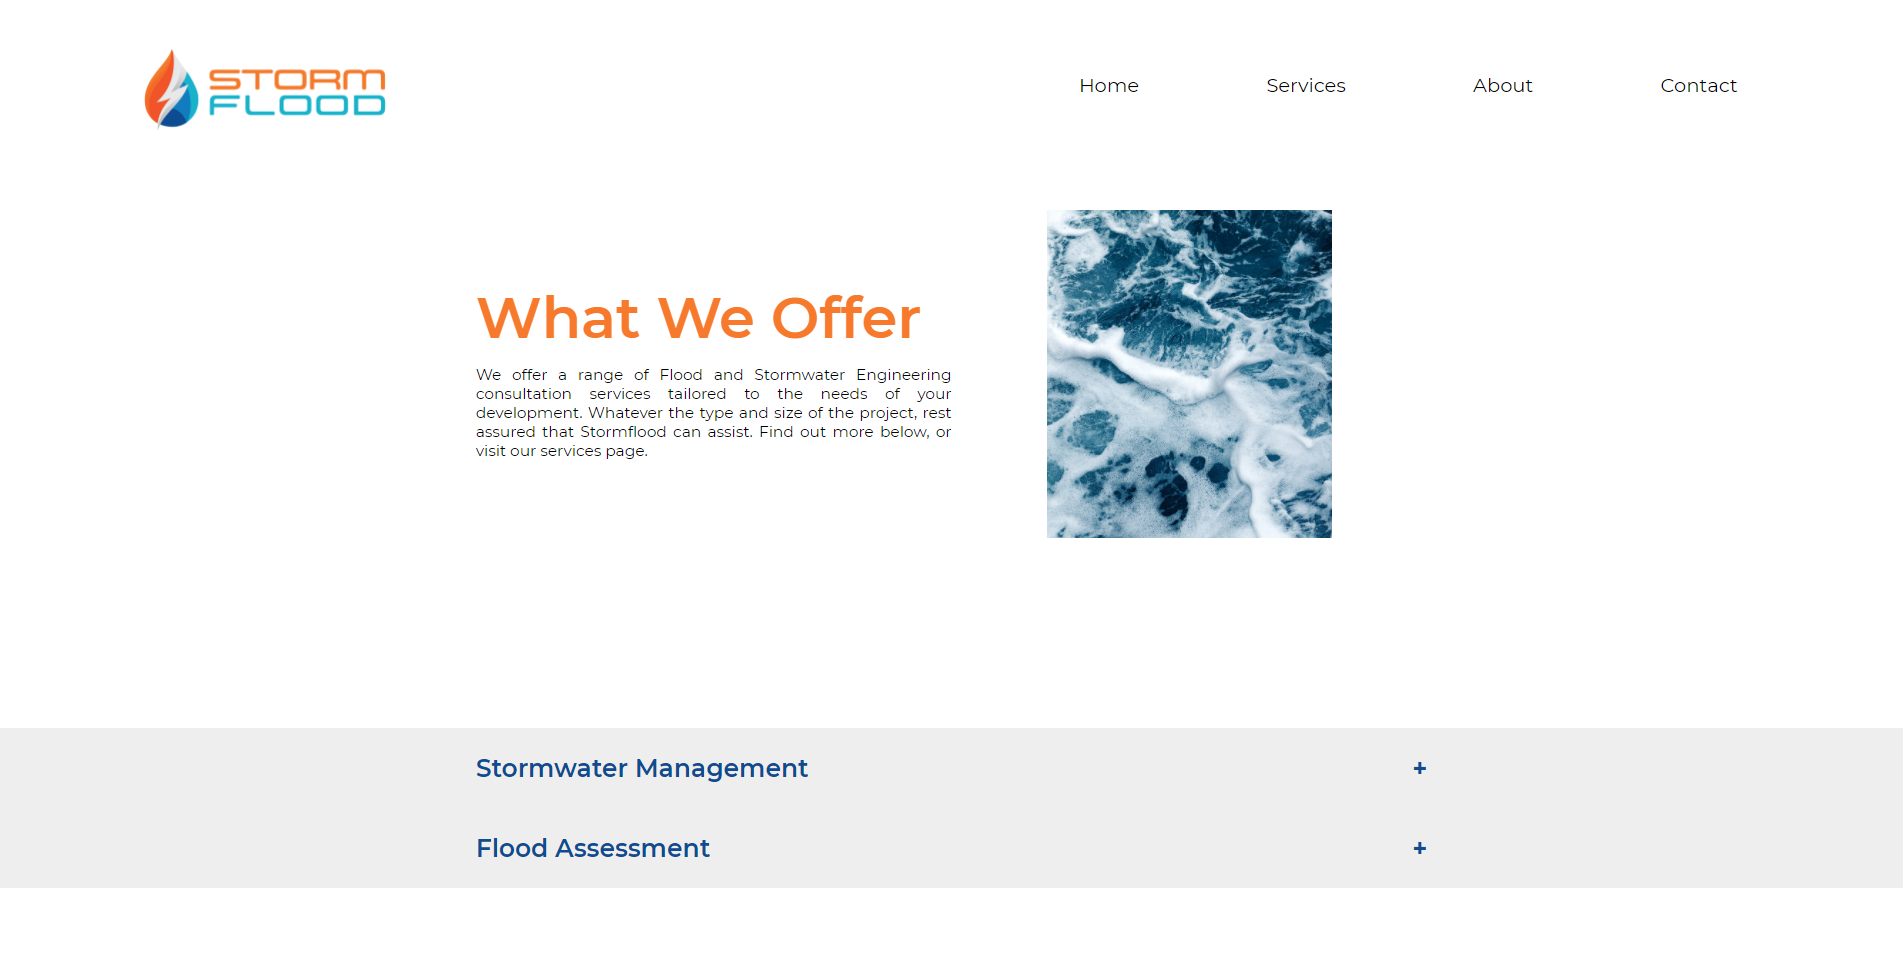 STORM
FLOOD
Home
Services
About
Contact
What We Offer
We offer a range of Flood and Stormwater Engineering
consultation services tailored to the needs of your
development. Whatever the type and size of the project, rest
assured that Stormflood can assist. Find out more below, or
visit our services page.
Stormwater Management
+
Flood Assessment
+